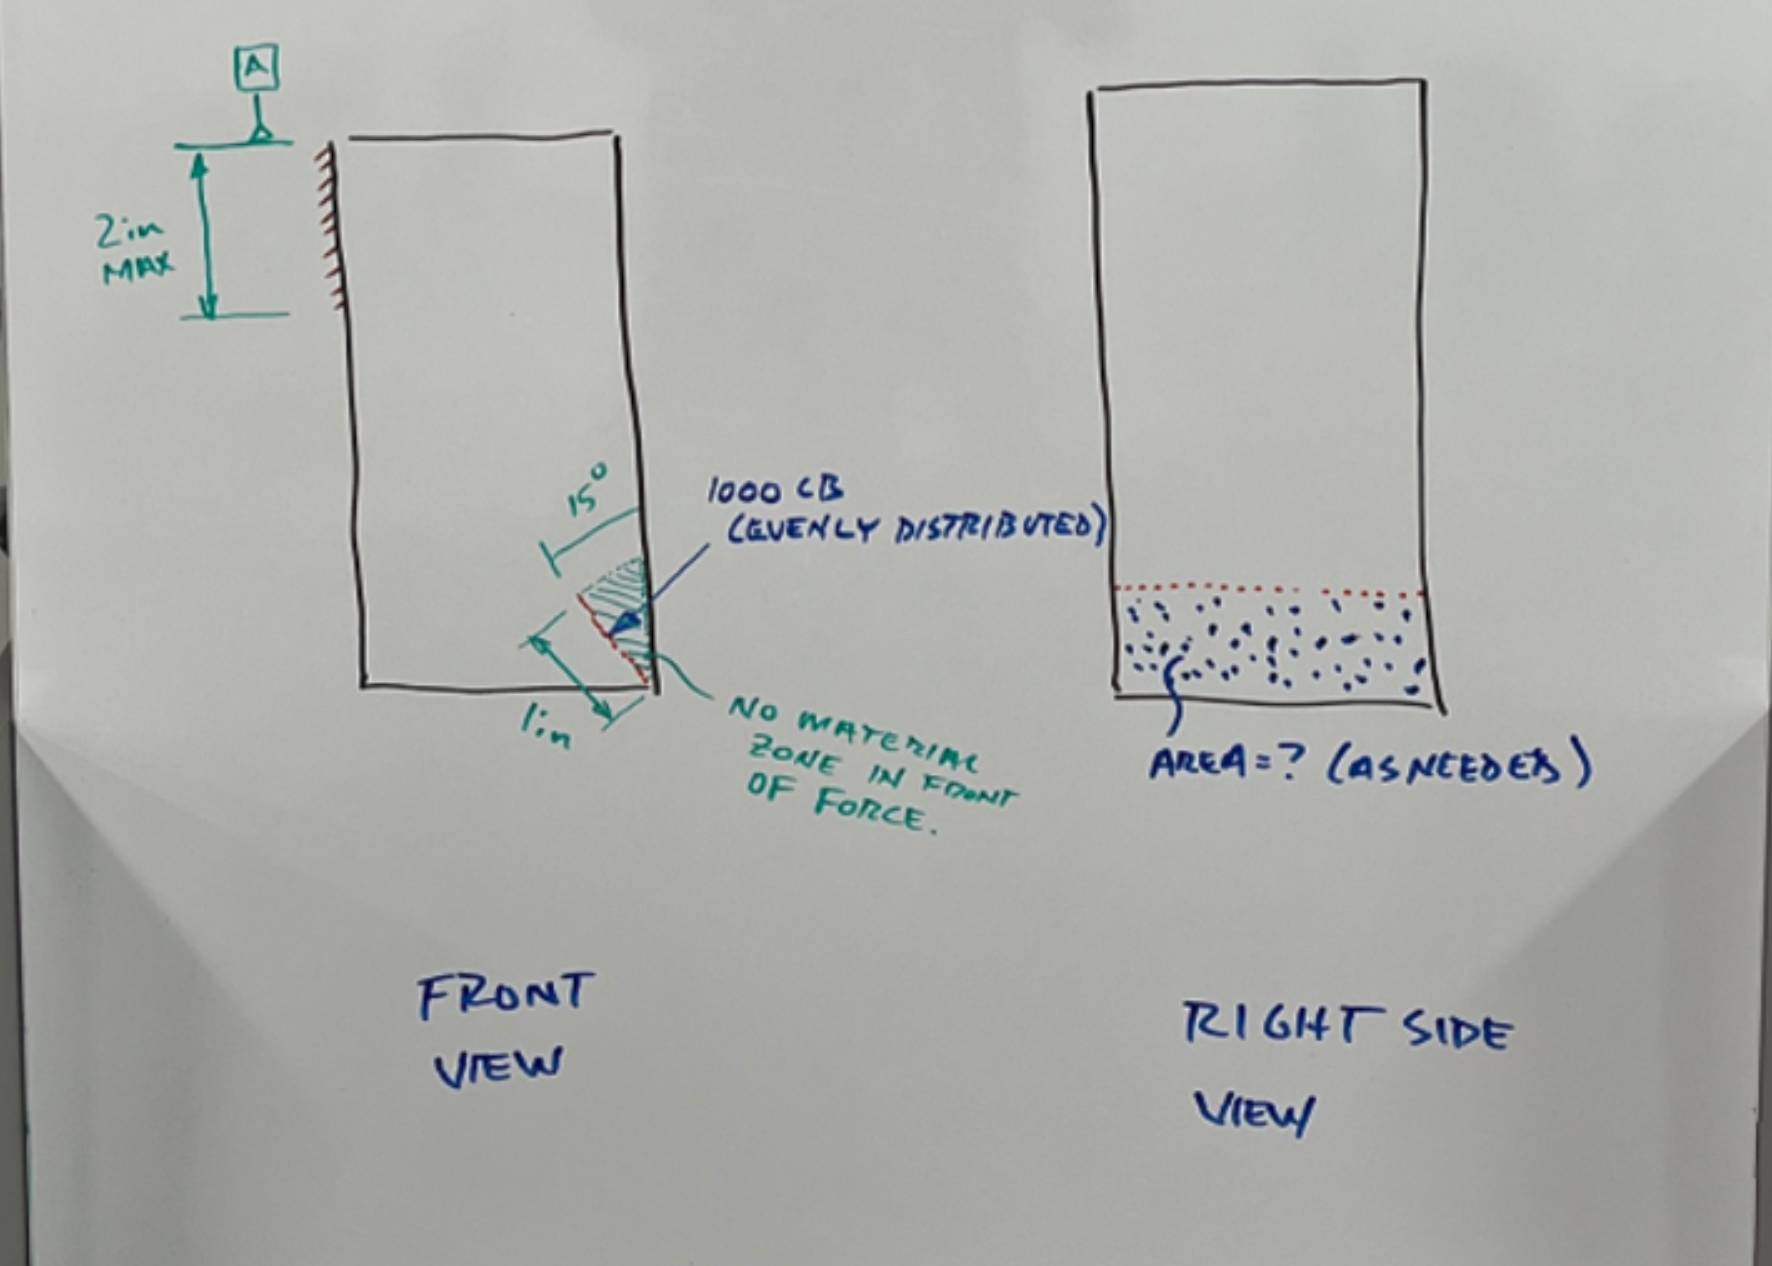 A
2in
MAX
15°
1000 LB
(EVENLY DISTRIBUTED)
1in
NO MATERIAL
ZONE IN FRONT
OF FORCE.
AREA=? (AS NEEDED)
FRONT
VIEW
RIGHT SIDE
VIEW